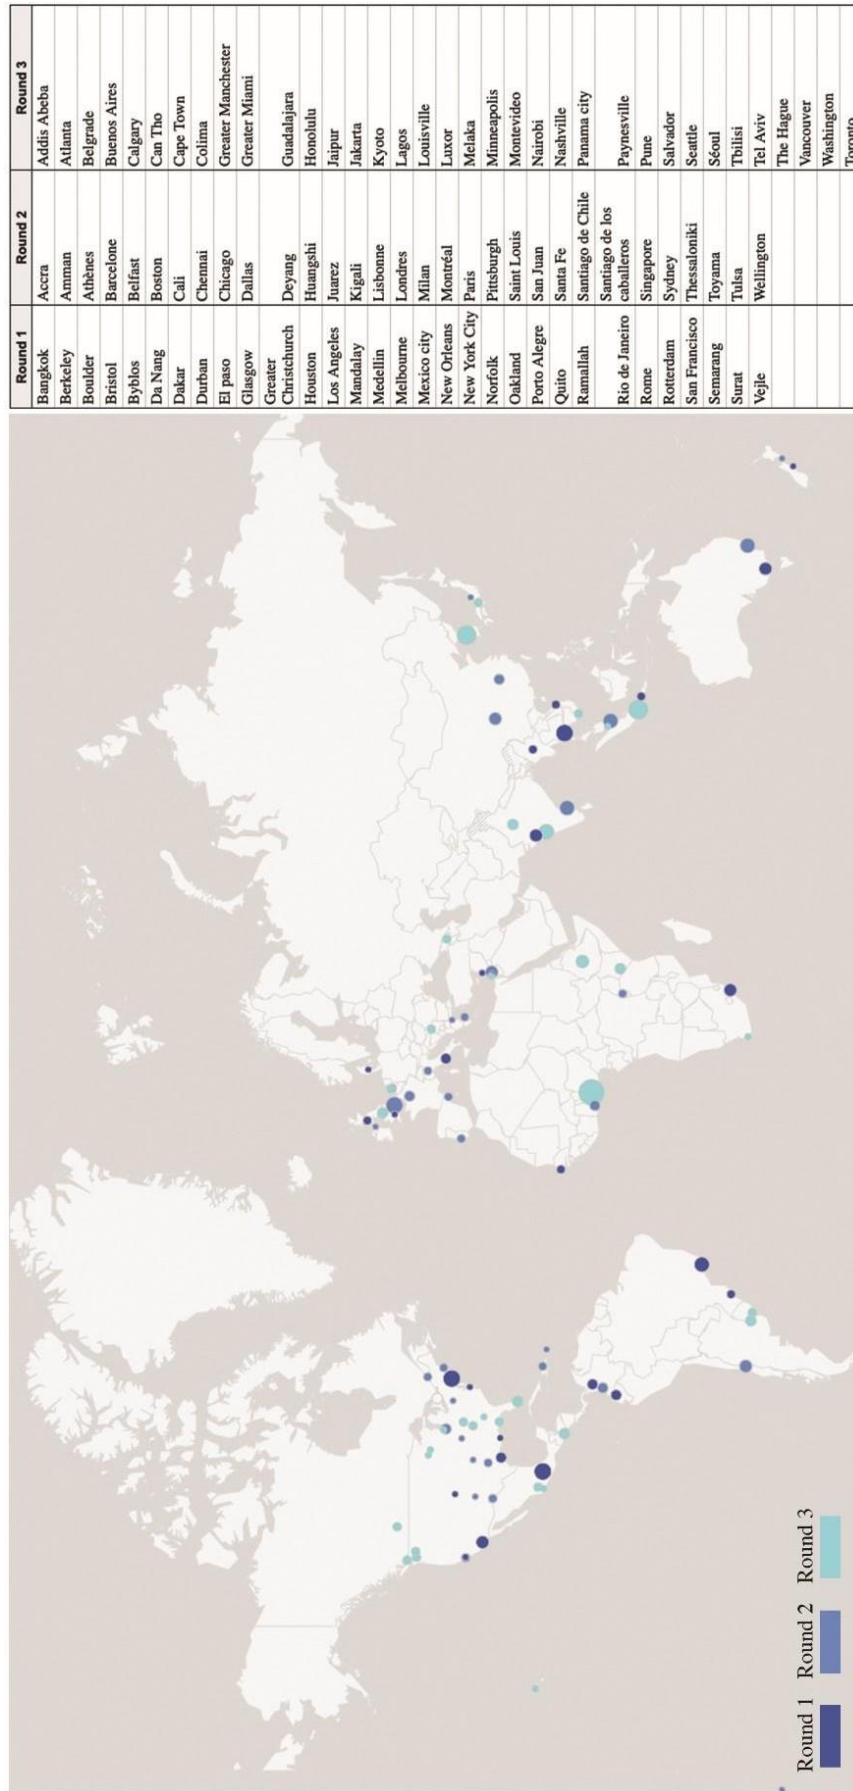 Round 1 Round 2 Round 3
Bangkok Accra Addis Abeba
Berkeley Amman Atlanta
Boulder Athènes Belgrade
Bristol Barcelone Buenos Aires
Byblos Belfast Calgary
Da Nang Boston Can Tho
Dakar Cali Cape Town
Durban Chennai Colima
El paso Chicago Greater Manchester
Glasgow Dallas Greater Miami
Greater
Christchurch Deyang Guadalajara
Houston Huangshi Honolulu
Los Angeles Juarez Jaipur
Mandalay Kigali Jakarta
Medellin Lisbonne Kyoto
Melbourne Londres Lagos
Mexico city Milan Louisville
New Orleans Montréal Luxor
New York City Paris Melaka
Norfolk Pittsburgh Minneapolis
Oakland Saint Louis Montevideo
Porto Alegre San Juan Nairobi
Quito Santa Fe Nashville
Ramallah Santiago de Chile Panama city
Santiago de los
Rio de Janeiro caballeros Paynesville
Rome Singapore Pune
Rotterdam Sydney Salvador
San Francisco Thessaloniki Seattle
Semarang Toyama Séoul
Surat Tulsa Tbilisi
Vejle Wellington Tel Aviv
The Hague
Vancouver
Washington
Toronto
Round 1 Round 2 Round 3